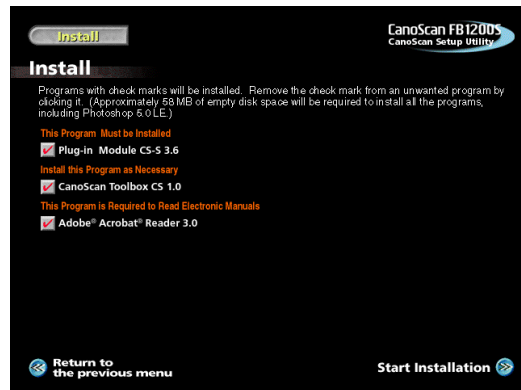 Install
CanoScan FB1200S
CanoScan Setup Utility
Install
Programs with check marks will be installed. Remove the check mark from an unwanted program by
clicking it. (Approximately 58 MB of empty disk space will be required to install all the programs,
including Photoshop 5.0 LE.)
This Program Must be Installed
Plug-in Module CS-S 3.6
Install this Program as Necessary
CanoScan Toolbox CS 1.0
This Program is Required to Read Electronic Manuals
Adobe® Acrobat® Reader 3.0
Return to
the previous menu
Start Installation